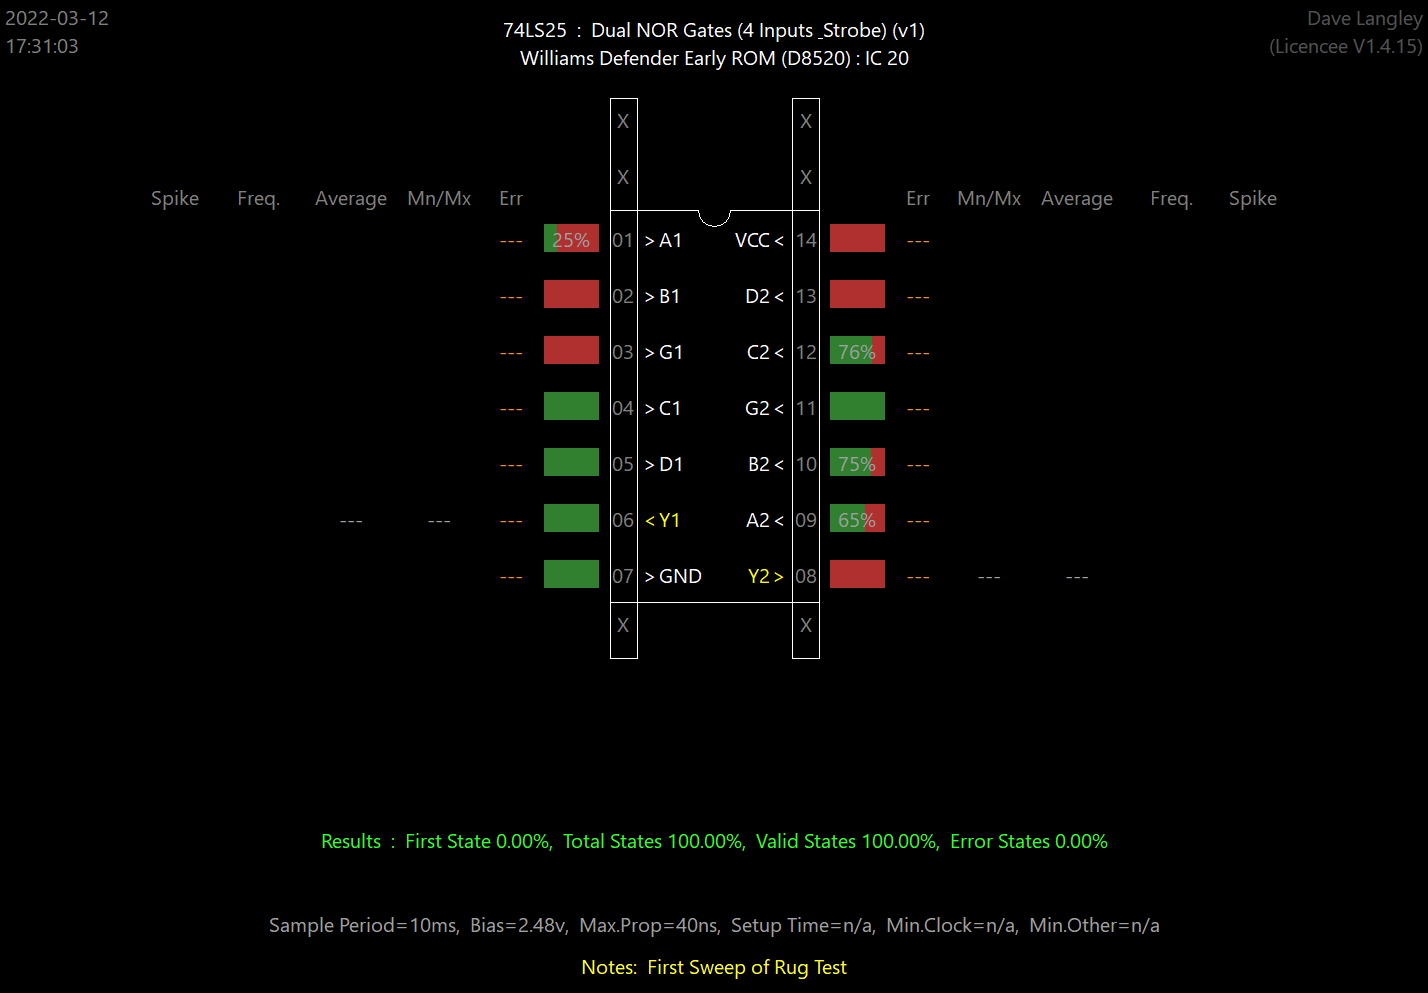 2022-03-12
17:31:03
74LS25 : Dual NOR Gates (4 Inputs _Strobe) (v1)
Williams Defender Early ROM (D8520) : IC 20
Dave Langley
(Licencee V1.4.15)
X X
X X
Spike Freq. Average Mn/Mx Err Err Mn/Mx Average Freq. Spike
--- 25% 01 > A1 VCC < 14 ---
--- 02 > B1 D2 < 13 ---
--- 03 > G1 C2 < 12 76% ---
--- 04 > C1 G2 < 11 ---
--- 05 > D1 B2 < 10 75% ---
--- --- --- 06 < Y1 A2 < 09 65% ---
--- 07 > GND Y2 > 08 --- --- ---
X X
Results : First State 0.00%, Total States 100.00%, Valid States 100.00%, Error States 0.00%
Sample Period=10ms, Bias=2.48v, Max.Prop=40ns, Setup Time=n/a, Min.Clock=n/a, Min.Other=n/a
Notes: First Sweep of Rug Test